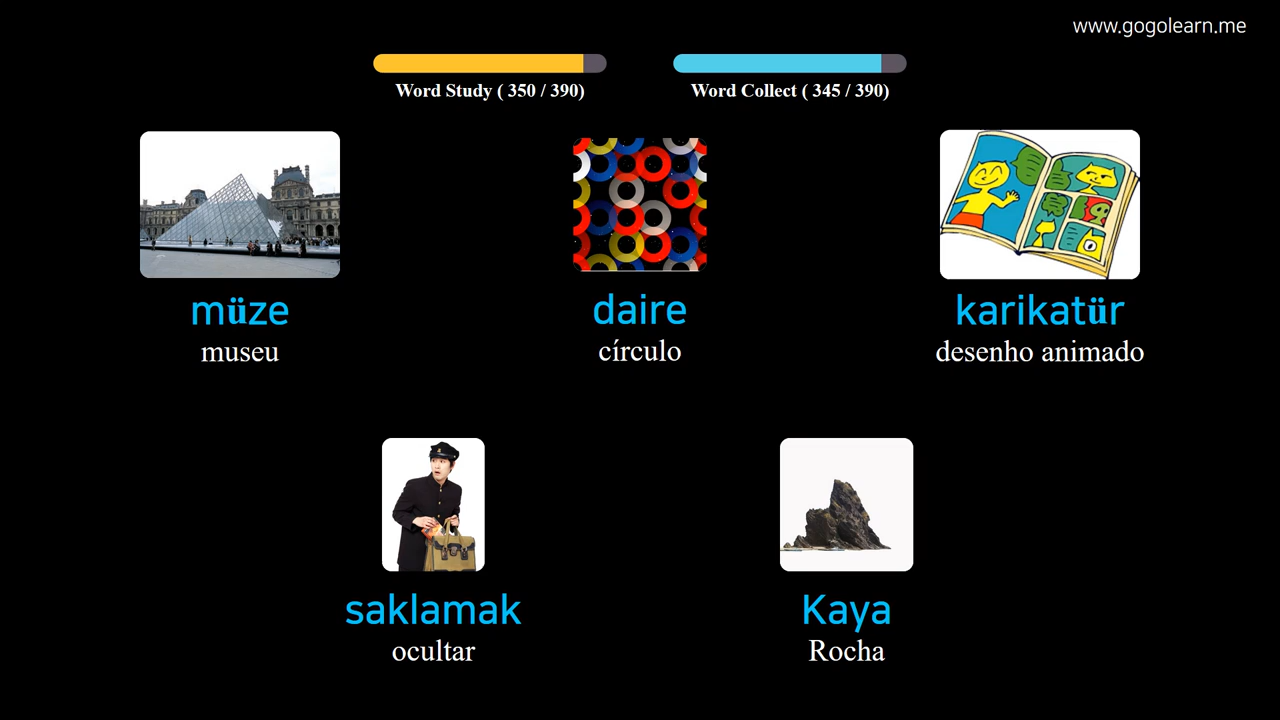 www.gogolearn.me
Word Study ( 350 / 390)
Word Collect ( 345 / 390)
müze
museu
daire
círculo
karikatür
desenho animado
saklamak
ocultar
Kaya
Rocha